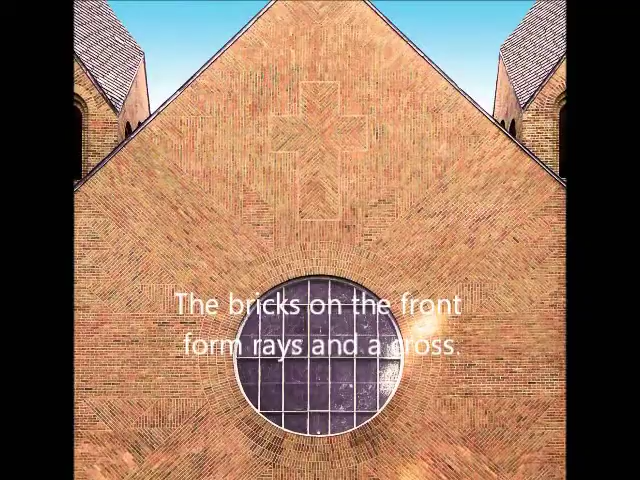 The bricks on the front
form rays and a cross.